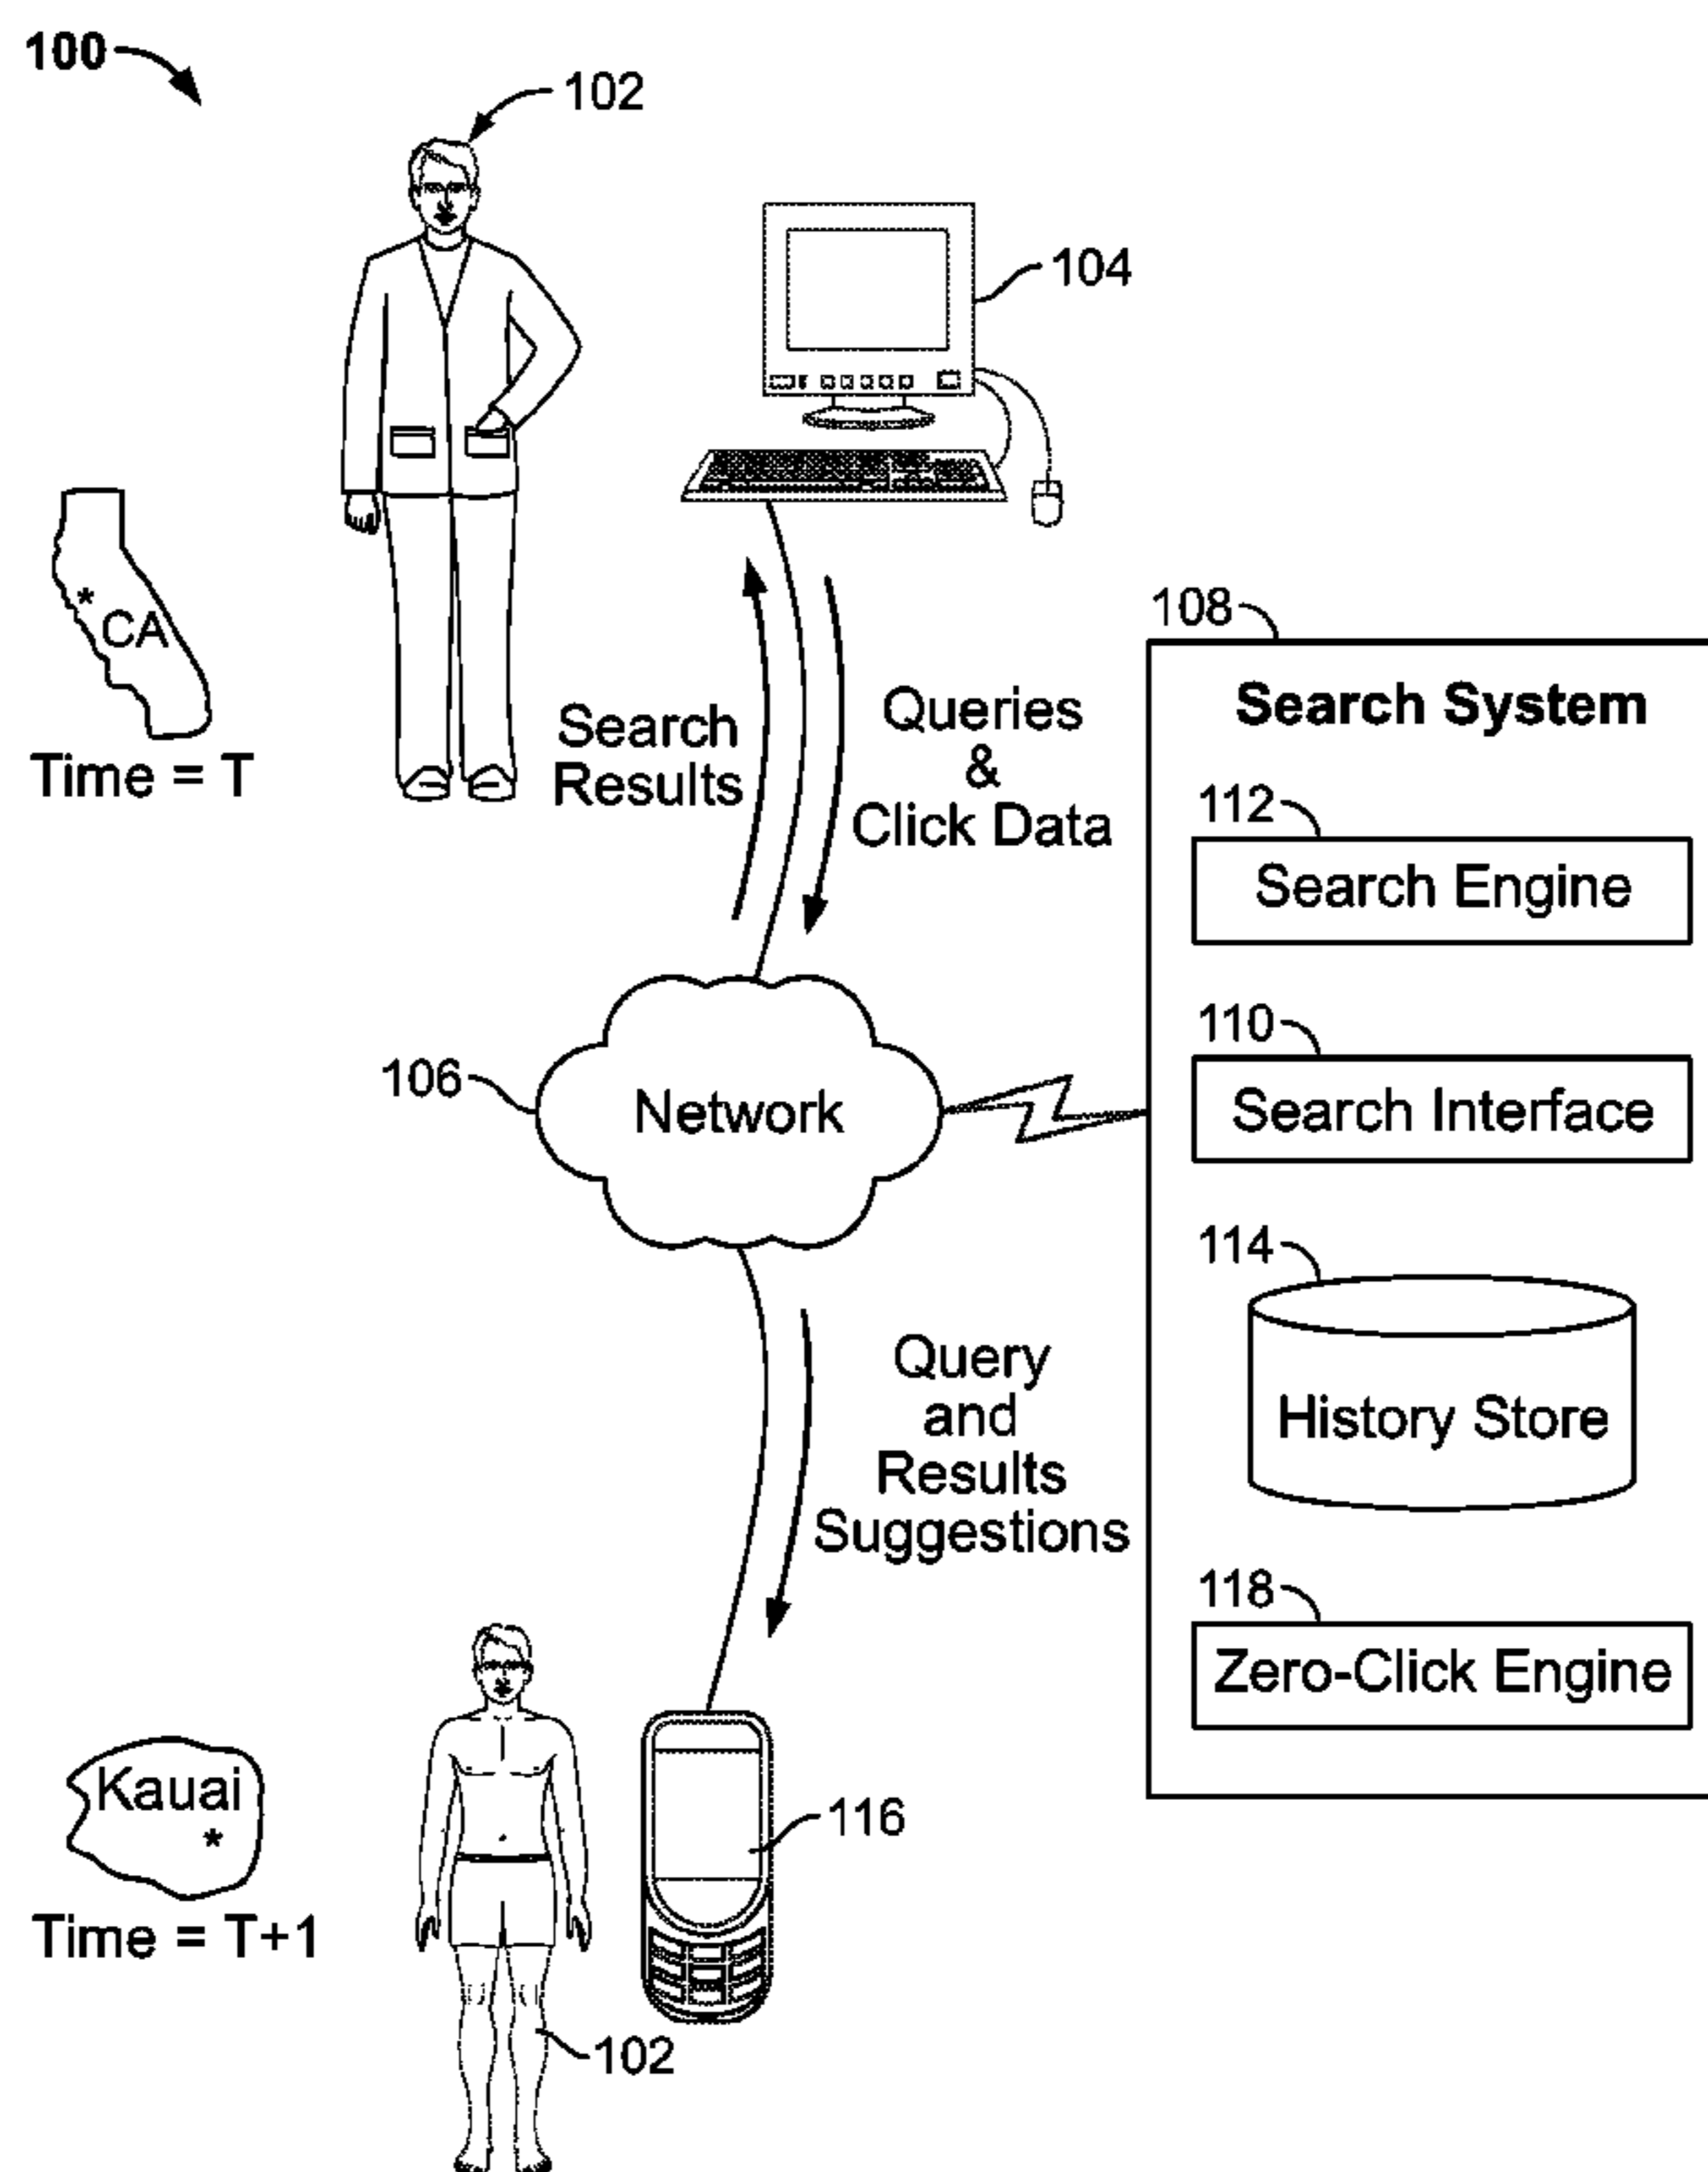 100
102
104
*
CA
Time = T
Search
Results
Queries
&
Click Data
108
Search System
112
Search Engine
110
Search Interface
106
Network
114
History Store
Query
and
Results
Suggestions
118
Zero-Click Engine
Kauai
*
Time = T+1
116
102